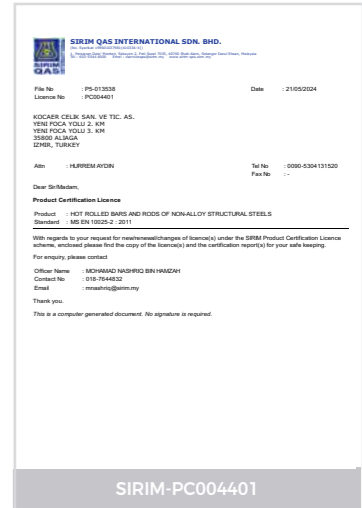 SIRIM QAS INTERNATIONAL SDN. BHD.
SIRIM
QAS
File No : P5-013538 Date : 21/05/2024
Licence No : PC004401
KOCAER CELIK SAN. VE TIC. AS.
YENI FOCA YOLU 2. KM
YENI FOCA YOLU 3. KM
35800 ALIAGA
IZMIR, TURKEY
Attn : HURREM AYDIN Tel No : 0090-5304131520
Fax No : -
Dear Sir/Madam,
Product Certification Licence
Product : HOT ROLLED BARS AND RODS OF NON-ALLOY STRUCTURAL STEELS
Standard : MS EN 10025-2 : 2011
With regards to your request for new/renewal/changes of licence(s) under the SIRIM Product Certification Licence
scheme, enclosed please find the copy of the licence(s) and the certification report(s) for your safe keeping.
For enquiry, please contact
Officer Name : MOHAMAD NASHRIQ BIN HAMZAH
Contact No : 018-7644832
Email : mnashriq@sirim.my
Thank you.
This is a computer generated document. No signature is required.
SIRIM-PC004401